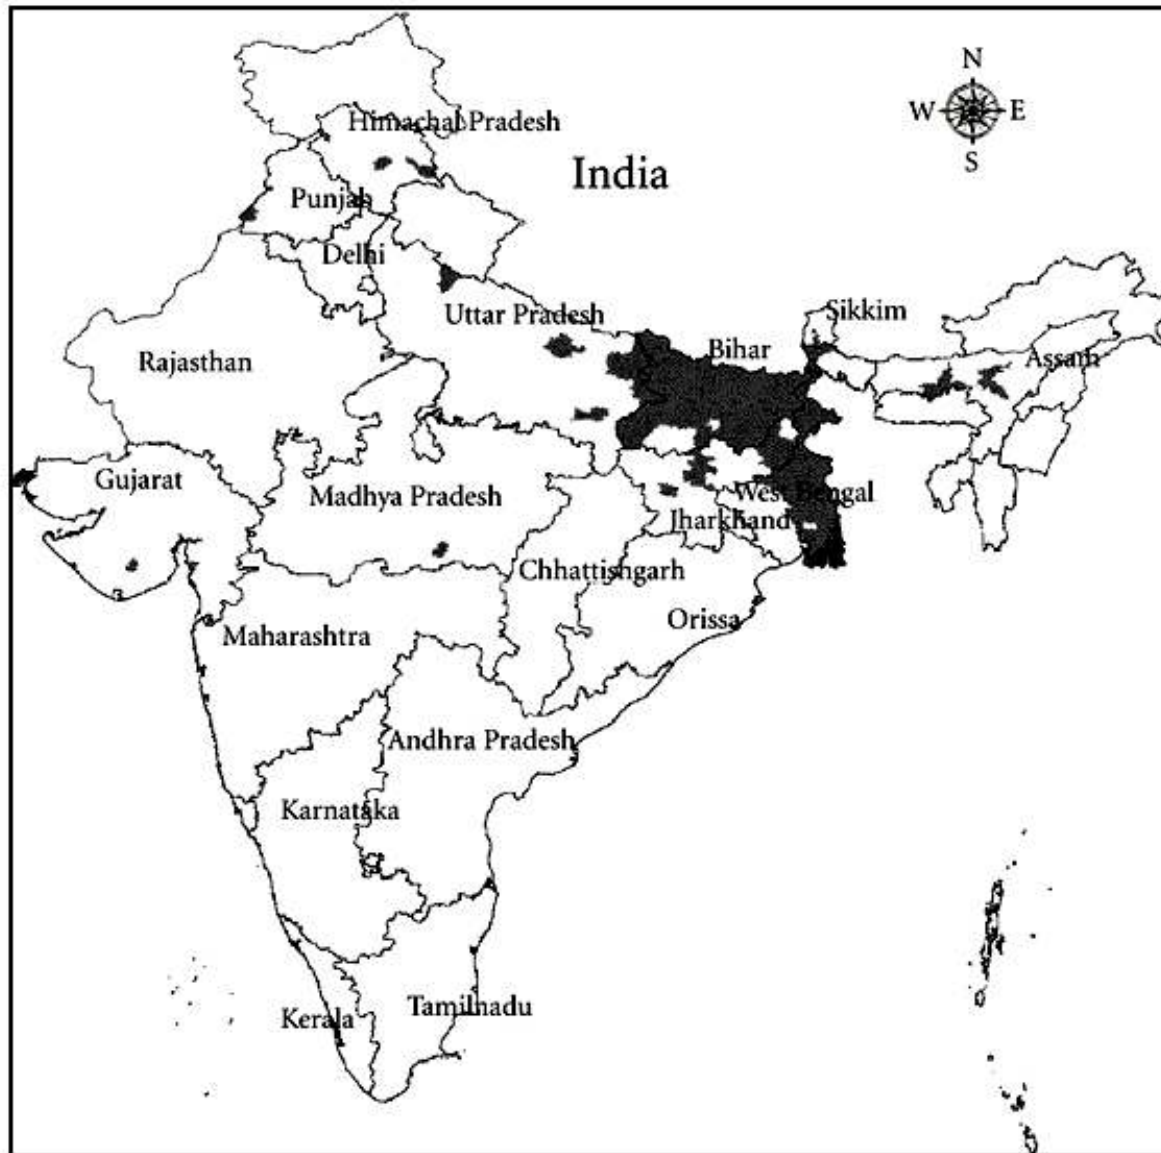 N
W E
S
Himachal Pradesh
India
Punjab
Delhi
Uttar Pradesh
Sikkim
Bihar
Assam
Rajasthan
Gujarat
Madhya Pradesh
West Bengal
Jharkhand
Chhattishgarh
Orissa
Maharashtra
Andhra Pradesh
Karnataka
Kerala
Tamilnadu